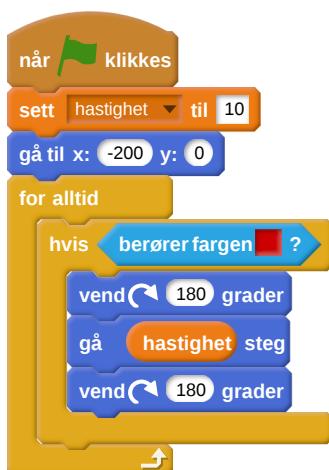 når klikkes
sett hastighet til 10
gå til x: -200 y: 0
for alltid
hvis berører fargen ?
vend 180 grader
gå hastighet steg
vend 180 grader